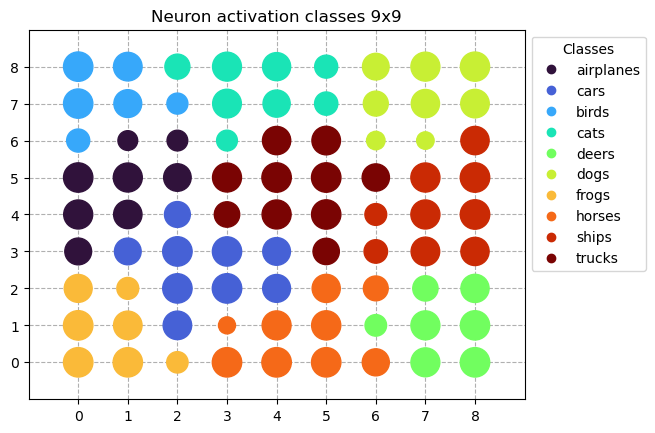 Neuron activation classes 9x9
8
7
6
5
4
3
2
1
0
0 1 2 3 4 5 6 7 8
Classes
airplanes
cars
birds
cats
deers
dogs
frogs
horses
ships
trucks